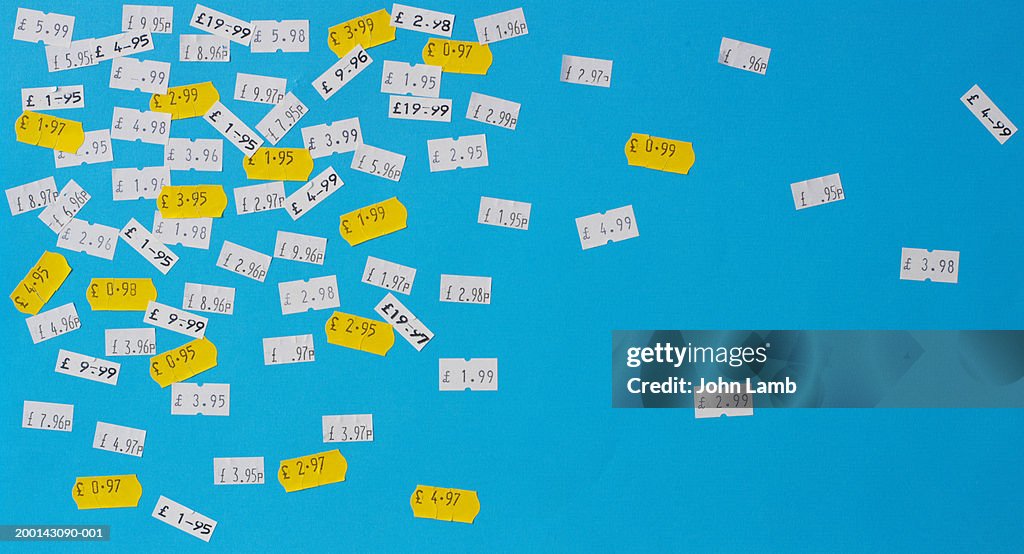 £ 5.99
£ 9.95p
£19-99
£ 5.98
£ 3.99
£ 2-98
£ 1.96p
£ 5.95p
£ 4-95
£ 8.96p
£ 0.97
£ .96p
£ .99
£ 9-96
£ 1.95
£ 2.97p
£ 1-95
£ 2.99
£ 9.97p
£ 4-99
£ 1.97
£ 4.98
£ 1-95
£ 7.95p
£19-99
£ 2.99p
£ .95
£ 3.96
£ 1.95
£ 3.99
£ 5.96p
£ 2.95
£ 0.99
£ 8.97p
£ 6.96p
£ 1.96
£ 3.95
£ 2.97p
£ 4-99
£ .95p
£ 2.96
£ 1-95
£ 1.98
£ 1.99
£ 1.95p
£ 4.99
£ 2.96p
£ 9.96p
£ 3.98
£ 4.95
£ 0.98
£ 8.96p
£ 2.98
£ 1.97p
£ 2.98p
£ 4.96p
£ 9-99
£ 2.95
£19-97
£ 3.96p
£ 9-99
£ 0.95
£ .97p
£ 1.99
gettyimages®
Credit: John Lamb
£ 3.95
£ 2.99
£ 7.96p
£ 4.97p
£ 3.97p
£ 3.95p
£ 2.97
£ 0.97
£ 4.97
£ 1-95
200143090-001